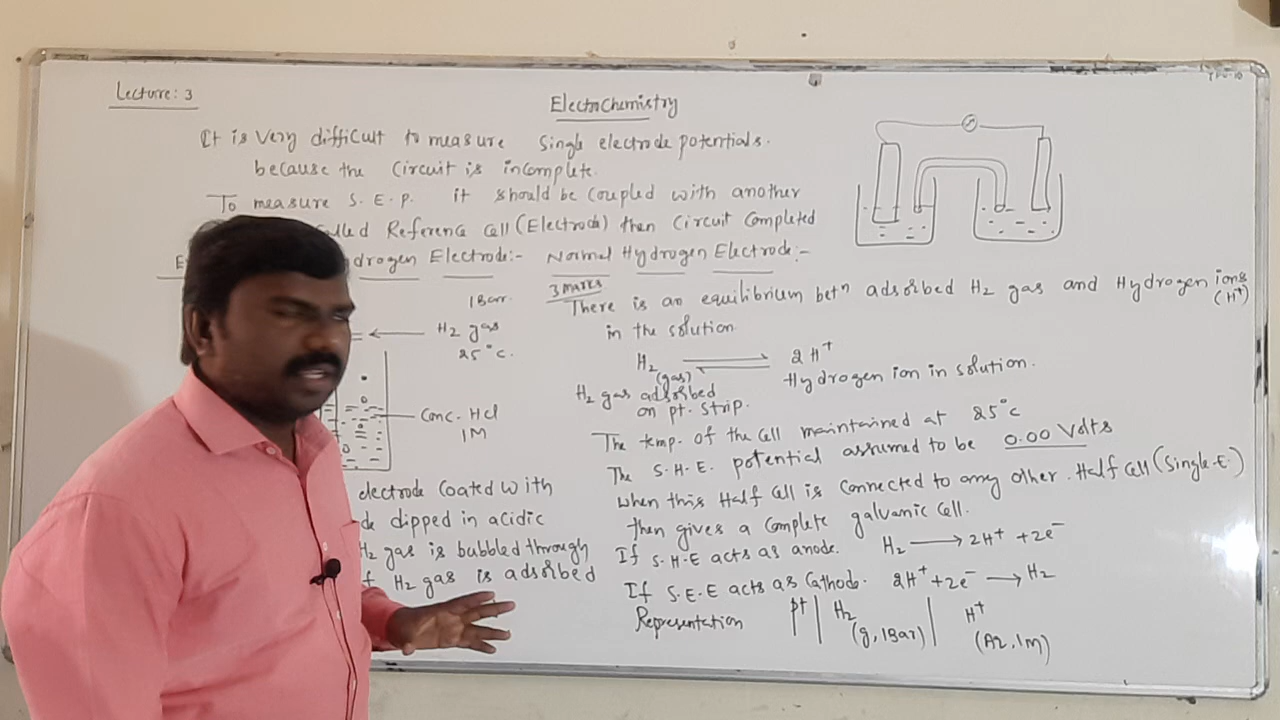 Lecture: 3
ElectroChemistry
It is very difficult to measure Single electrode potentials.
because the Circuit is incomplete.
To measure S.E.P. it should be coupled with another
Reference Cell (Electrode) then Circuit Completed
Electrode:- Normal Hydrogen Electrode:-
1 Barr.
H2 gas
25°c.
Conc. Hcl
1M
electrode coated with
dipped in acidic
H2 gas is bubbled through
H2 gas is adsorbed
3 MARKS
There is an equilibrium betn adsorbed H2 gas and Hydrogen ions
(H+)
in the solution.
H2 ⇌ 2H+
(gas) Hydrogen ion in solution.
H2 gas adsorbed
on pt. strip.
The temp. of the cell maintained at 25°c
The S.H.E. potential assumed to be 0.00 Volts
When this Half cell is connected to any other. Half cell (Single.E.)
then gives a complete galvanic cell.
If S.H.E acts as anode. H2 → 2H+ + 2e-
If S.E.E acts as Cathode. 2H+ + 2e- → H2
Representation Pt | H2 | H+
(g, 1Bar) (Aq, 1m)